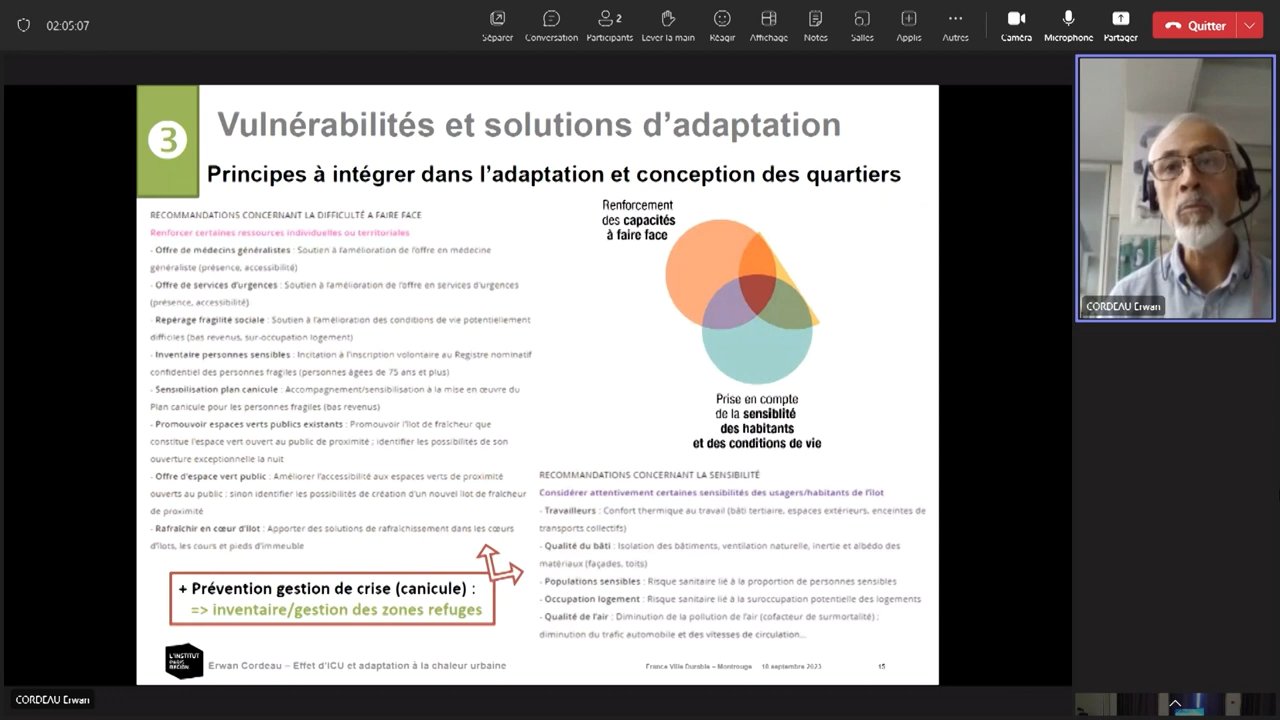 02:05:07
Séparer
Conversation
2
Participants
Lever la main
Réagir
Affichage
Notes
Salles
Applis
Autres
Caméra
Microphone
Partager
Quitter
3
Vulnérabilités et solutions d'adaptation
Principes à intégrer dans l'adaptation et conception des quartiers
RECOMMANDATIONS CONCERNANT LA DIFFICULTÉ A FAIRE FACE
Renforcer certaines ressources individuelles ou territoriales
- Offre de médecins généralistes : Soutien à l'amélioration de l'offre en médecine
généraliste (présence, accessibilité)
- Offre de services d'urgences : Soutien à l'amélioration de l'offre en services d'urgences
(présence, accessibilité)
- Repérage fragilité sociale : Soutien à l'amélioration des conditions de vie potentiellement
difficiles (bas revenus, sur-occupation logement)
- Inventaire personnes sensibles : Incitation à l'inscription volontaire au Registre nominatif
confidentiel des personnes fragiles (personnes âgées de 75 ans et plus)
- Sensibilisation plan canicule : Accompagnement/sensibilisation à la mise en œuvre du
Plan canicule pour les personnes fragiles (bas revenus)
- Promouvoir espaces verts publics existants : Promouvoir l'îlot de fraîcheur que
constitue l'espace vert ouvert au public de proximité ; identifier les possibilités de son
ouverture exceptionnelle la nuit
- Offre d'espace vert public : Améliorer l'accessibilité aux espaces verts de proximité
ouverts au public ; sinon identifier les possibilités de création d'un nouvel îlot de fraîcheur
de proximité
- Rafraîchir en cœur d'îlot : Apporter des solutions de rafraîchissement dans les cœurs
d'îlots, les cours et pieds d'immeuble
+ Prévention gestion de crise (canicule) :
=> inventaire/gestion des zones refuges
Renforcement
des capacités
à faire face
Prise en compte
de la sensiblité
des habitants
et des conditions de vie
RECOMMANDATIONS CONCERNANT LA SENSIBILITÉ
Considérer attentivement certaines sensibilités des usagers/habitants de l'îlot
- Travailleurs : Confort thermique au travail (bâti tertiaire, espaces extérieurs, enceintes de
transports collectifs)
- Qualité du bâti : Isolation des bâtiments, ventilation naturelle, inertie et albédo des
matériaux (façades, toits)
- Populations sensibles : Risque sanitaire lié à la proportion de personnes sensibles
- Occupation logement : Risque sanitaire lié à la suroccupation potentielle des logements
- Qualité de l'air : Diminution de la pollution de l'air (cofacteur de surmortalité) ;
diminution du trafic automobile et des vitesses de circulation...
L'INSTITUT
PARIS
REGION
Erwan Cordeau – Effet d'ICU et adaptation à la chaleur urbaine
France Ville Durable – Montrouge
18 septembre 2023
15
CORDEAU Erwan
CORDEAU Erwan